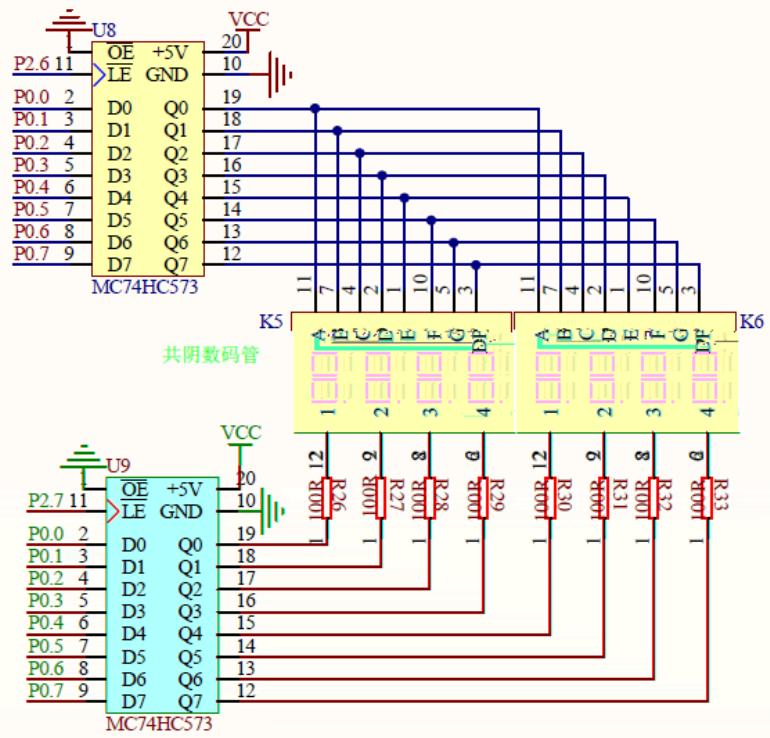 U8
VCC
1 OE +5V 20
P2.6 11 LE GND 10
P0.0 2 D0 Q0 19
P0.1 3 D1 Q1 18
P0.2 4 D2 Q2 17
P0.3 5 D3 Q3 16
P0.4 6 D4 Q4 15
P0.5 7 D5 Q5 14
P0.6 8 D6 Q6 13
P0.7 9 D7 Q7 12
MC74HC573
11 7 4 2 1 10 5 3 11 7 4 2 1 10 5 3
K5 K6
A B C D E F G DP A B C D E F G DP
共阴数码管
1 2 3 4 1 2 3 4
VCC
12 9 8 6 12 9 8 6
R26 R27 R28 R29 R30 R31 R32 R33
1 1 1 1 1 1 1 1
U9
1 OE +5V 20
P2.7 11 LE GND 10
P0.0 2 D0 Q0 19
P0.1 3 D1 Q1 18
P0.2 4 D2 Q2 17
P0.3 5 D3 Q3 16
P0.4 6 D4 Q4 15
P0.5 7 D5 Q5 14
P0.6 8 D6 Q6 13
P0.7 9 D7 Q7 12
MC74HC573